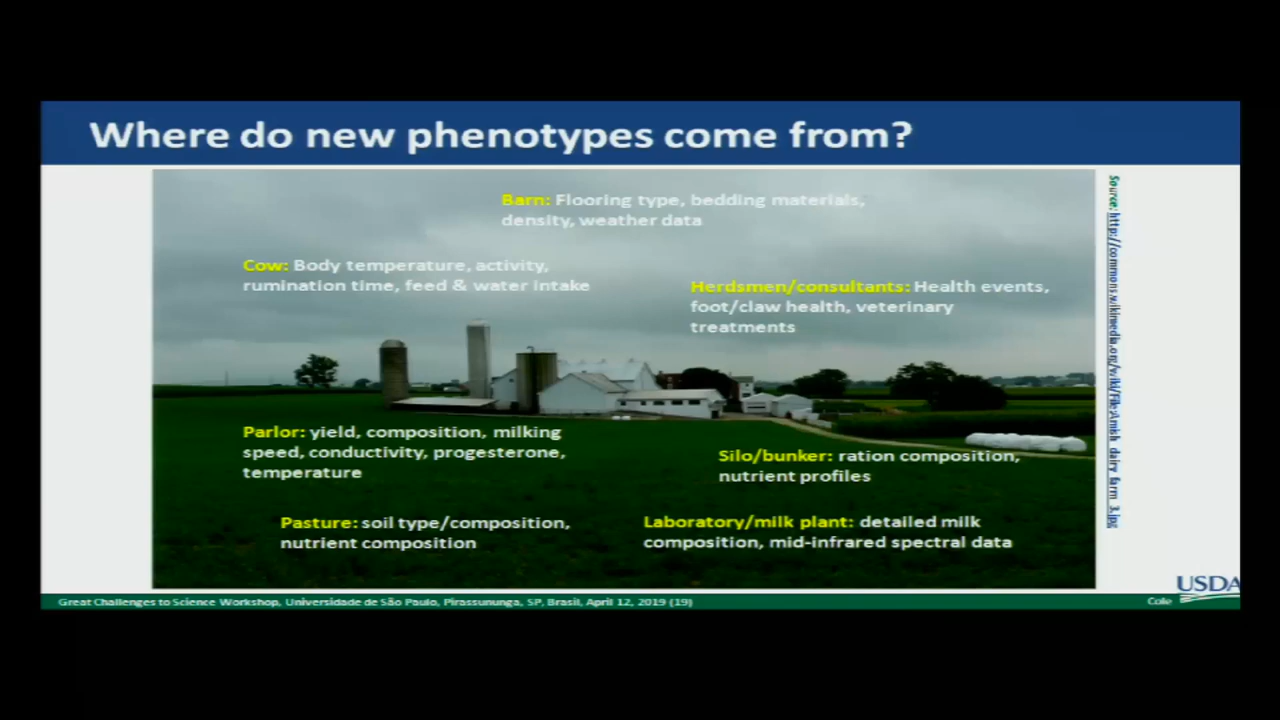 Where do new phenotypes come from?
Barn: Flooring type, bedding materials,
density, weather data
Cow: Body temperature, activity,
rumination time, feed & water intake
Herdsmen/consultants: Health events,
foot/claw health, veterinary
treatments
Parlor: yield, composition, milking
speed, conductivity, progesterone,
temperature
Silo/bunker: ration composition,
nutrient profiles
Pasture: soil type/composition,
nutrient composition
Laboratory/milk plant: detailed milk
composition, mid-infrared spectral data
Source: http://commons.wikimedia.org/wiki/File:Amish_dairy_farm_3.jpg
Great Challenges to Science Workshop, Universidade de São Paulo, Pirassununga, SP, Brasil, April 12, 2019 (19)
Cole
USDA